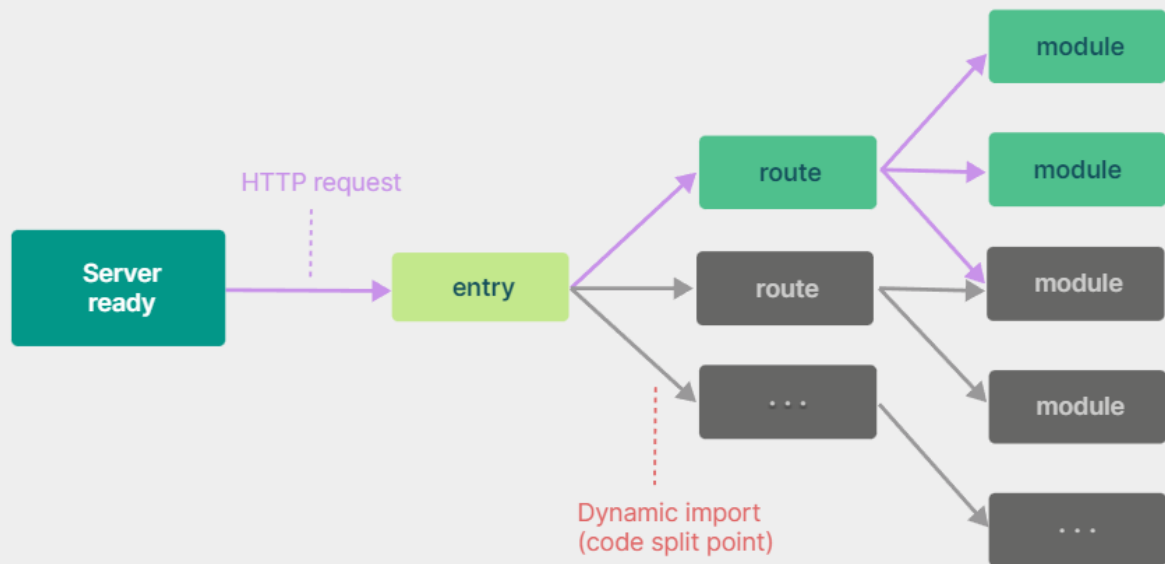 Server
ready
HTTP request
entry
route
route
...
Dynamic import
(code split point)
module
module
module
module
...